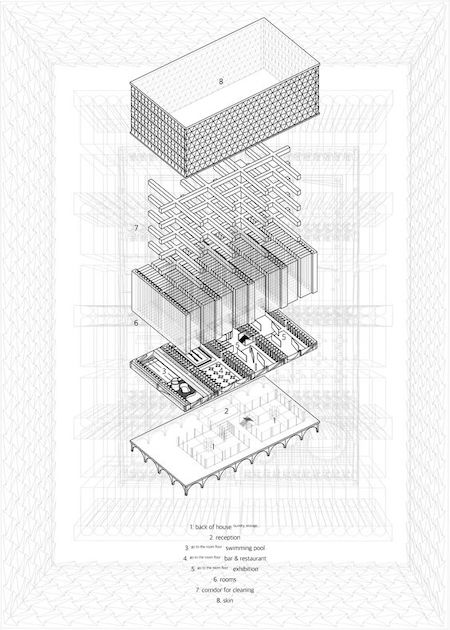 8
7
6
5
3
2
1
1
1. back of house laundry, storage..
2. reception
3. go to the room floor swimming pool
4. go to the room floor bar & restaurant
5. go to the room floor exhibition
6. rooms
7. corridor for cleaning
8. skin